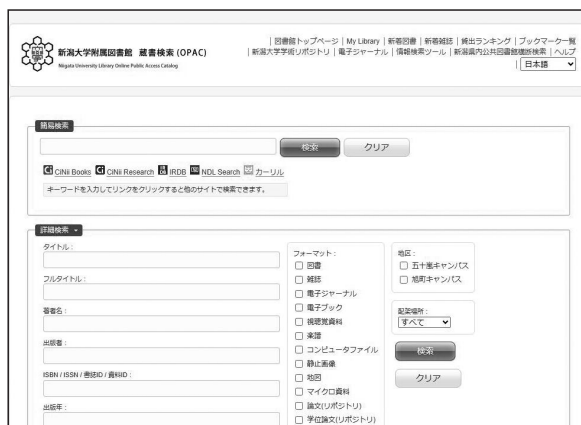 新潟大学附属図書館 蔵書検索 (OPAC)
Niigata University Library Online Public Access Catalog
| 図書館トップページ | My Library | 新着図書 | 新着雑誌 | 貸出ランキング | ブックマーク一覧
| 新潟大学学術リポジトリ | 電子ジャーナル | 情報検索ツール | 新潟県内公共図書館横断検索 | ヘルプ
| 日本語
簡易検索
検索 クリア
CiNii Books CiNii Research IRDB NDL Search カーリル
キーワードを入力してリンクをクリックすると他のサイトで検索できます。
詳細検索
タイトル :
フルタイトル :
著者名 :
出版者 :
ISBN / ISSN / 書誌ID / 資料ID :
出版年 :
フォーマット :
図書
雑誌
電子ジャーナル
電子ブック
視聴覚資料
楽譜
コンピュータファイル
静止画像
地図
マイクロ資料
論文(リポジトリ)
学位論文(リポジトリ)
地区 :
五十嵐キャンパス
旭町キャンパス
配架場所 :
すべて
検索
クリア